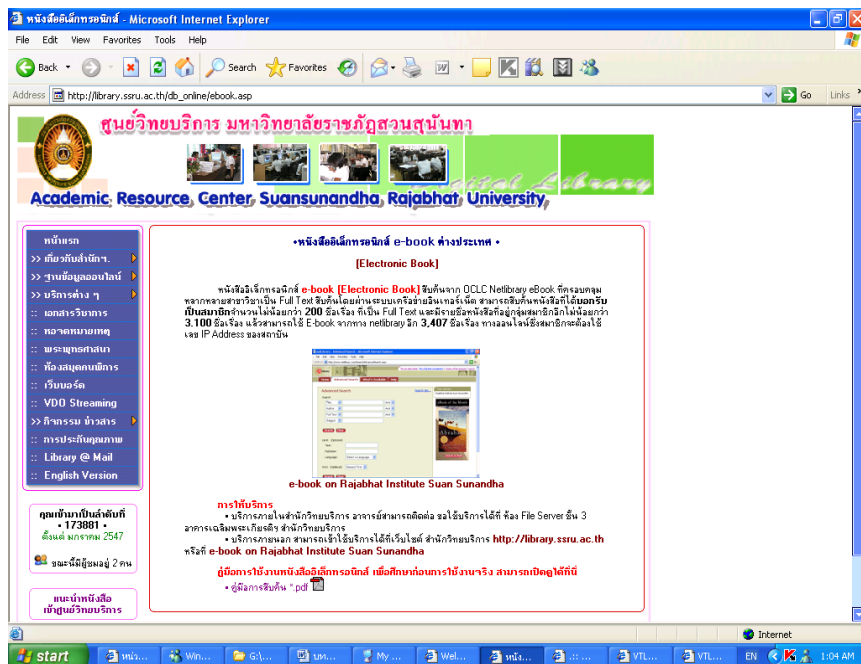 หนังสืออิเล็กทรอนิกส์ - Microsoft Internet Explorer
File Edit View Favorites Tools Help
Back Search Favorites
Address http://library.ssru.ac.th/db_online/ebook.asp Go Links
ศูนย์วิทยบริการ มหาวิทยาลัยราชภัฏสวนสุนันทา
Digital Library
Academic Resource Center, Suansunandha Rajabhat University,
หน้าแรก
>> เกี่ยวกับสำนักฯ.
>> ฐานข้อมูลออนไลน์
>> บริการต่าง ๆ
:: เอกสารวิชาการ
:: หอจดหมายเหตุ
:: พระพุทธศาสนา
:: ห้องสมุดคนพิการ
:: เว็บบอร์ด
:: VDO Streaming
>> กิจกรรม ข่าวสาร
:: การประกันคุณภาพ
:: Library @ Mail
:: English Version
คุณเข้ามาเป็นลำดับที่
• 173881 •
ตั้งแต่ มกราคม 2547
ขณะนี้มีผู้ชมอยู่ 2 คน
แนะนำหนังสือ
เข้าศูนย์วิทยบริการ
•หนังสืออิเล็กทรอนิกส์ e-book ต่างประเทศ •
[Electronic Book]
หนังสืออิเล็กทรอนิกส์ e-book [Electronic Book] สืบค้นจาก OCLC Netlibrary eBook ที่ครอบคลุม
หลากหลายสาขาวิชาเป็น Full Text สืบค้นโดยผ่านระบบเครือข่ายอินเทอร์เน็ต สามารถสืบค้นหนังสือที่ได้บอกรับ
เป็นสมาชิกจำนวนไม่น้อยกว่า 200 ชื่อเรื่อง ที่เป็น Full Text และมีรายชื่อหนังสือที่อยู่กลุ่มสมาชิกอีกไม่น้อยกว่า
3,100 ชื่อเรื่อง แล้วสามารถใช้ E-book จากทาง netlibrary อีก 3,407 ชื่อเรื่อง ทางออนไลน์ซึ่งสมาชิกจะต้องใช้
เลข IP Address ของสถาบัน
Advanced Search
e-book on Rajabhat Institute Suan Sunandha
การให้บริการ
• บริการภายในสำนักวิทยบริการ อาจารย์สามารถติดต่อ ขอใช้บริการได้ที่ ห้อง File Server ชั้น 3
อาคารเฉลิมพระเกียรติฯ สำนักวิทยบริการ
• บริการภายนอก สามารถเข้าใช้บริการได้ที่เว็บไซต์ สำนักวิทยบริการ http://library.ssru.ac.th
หรือที่ e-book on Rajabhat Institute Suan Sunandha
คู่มือการใช้งานหนังสืออิเล็กทรอนิกส์ เพื่อศึกษาก่อนการใช้งานจริง สามารถเปิดดูได้ที่นี่
• คู่มือการสืบค้น *.pdf
Internet
start หน้ว... Win... G:\... บท... My ... Wel... หนัง... .:: ... VTL... VTL... EN 1:04 AM